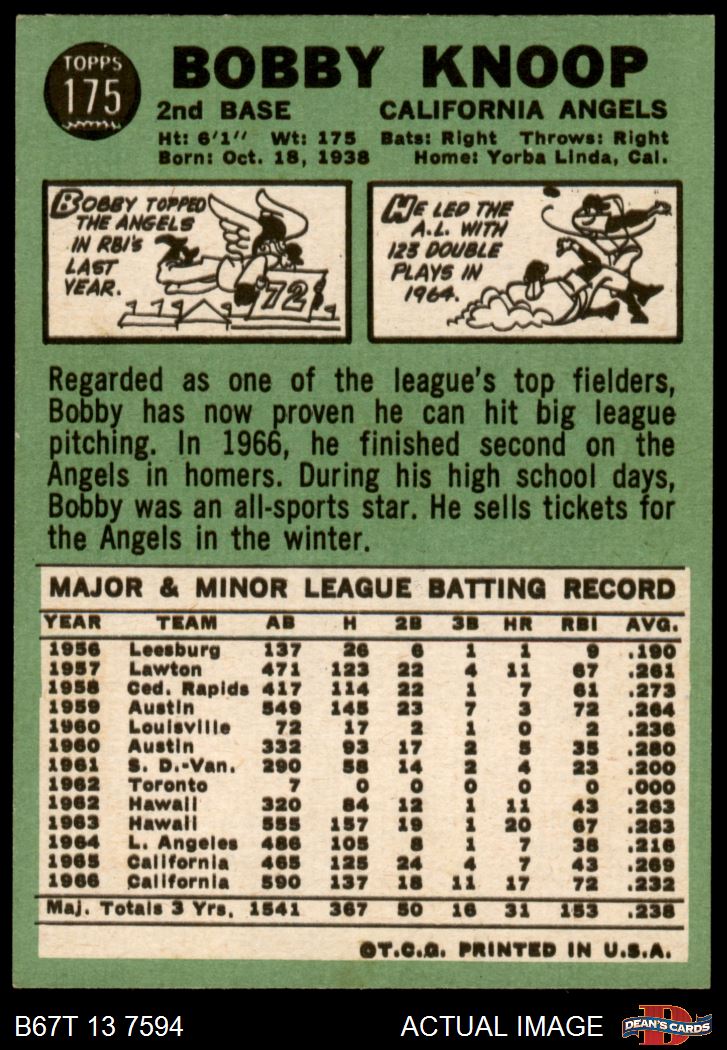 TOPPS
175
BOBBY KNOOP
2nd BASE CALIFORNIA ANGELS
Ht: 6'1" Wt: 175 Bats: Right Throws: Right
Born: Oct. 18, 1938 Home: Yorba Linda, Cal.
BOBBY TOPPED
THE ANGELS
IN RBI'S
LAST
YEAR.
72
HE LED THE
A.L. WITH
123 DOUBLE
PLAYS IN
1964.
Regarded as one of the league's top fielders,
Bobby has now proven he can hit big league
pitching. In 1966, he finished second on the
Angels in homers. During his high school days,
Bobby was an all-sports star. He sells tickets for
the Angels in the winter.
MAJOR & MINOR LEAGUE BATTING RECORD
YEAR TEAM AB H 2B 3B HR RBI AVG.
1956 Leesburg 137 26 6 1 1 9 .190
1957 Lawton 471 123 22 4 11 67 .261
1958 Ced. Rapids 417 114 22 1 7 61 .273
1959 Austin 549 145 23 7 3 72 .264
1960 Louisville 72 17 2 1 0 2 .236
1960 Austin 332 93 17 2 5 35 .280
1961 S. D.-Van. 290 58 14 2 4 23 .200
1962 Toronto 7 0 0 0 0 0 .000
1962 Hawaii 320 84 12 1 11 43 .263
1963 Hawaii 555 157 19 1 20 67 .283
1964 L. Angeles 486 105 8 1 7 38 .216
1965 California 465 125 24 4 7 43 .269
1966 California 590 137 18 11 17 72 .232
Maj. Totals 3 Yrs. 1541 367 50 16 31 153 .238
©T.C.G. PRINTED IN U.S.A.
B67T 13 7594 ACTUAL IMAGE
D
DEAN'S CARDS